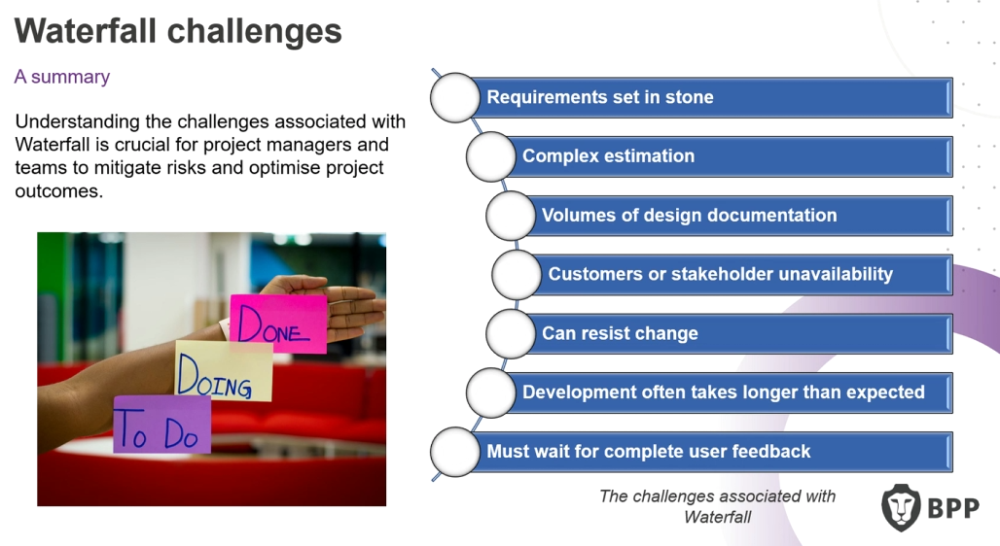 Waterfall challenges
A summary
Understanding the challenges associated with
Waterfall is crucial for project managers and
teams to mitigate risks and optimise project
outcomes.
DONE
DOING
TO DO
Requirements set in stone
Complex estimation
Volumes of design documentation
Customers or stakeholder unavailability
Can resist change
Development often takes longer than expected
Must wait for complete user feedback
The challenges associated with
Waterfall
BPP